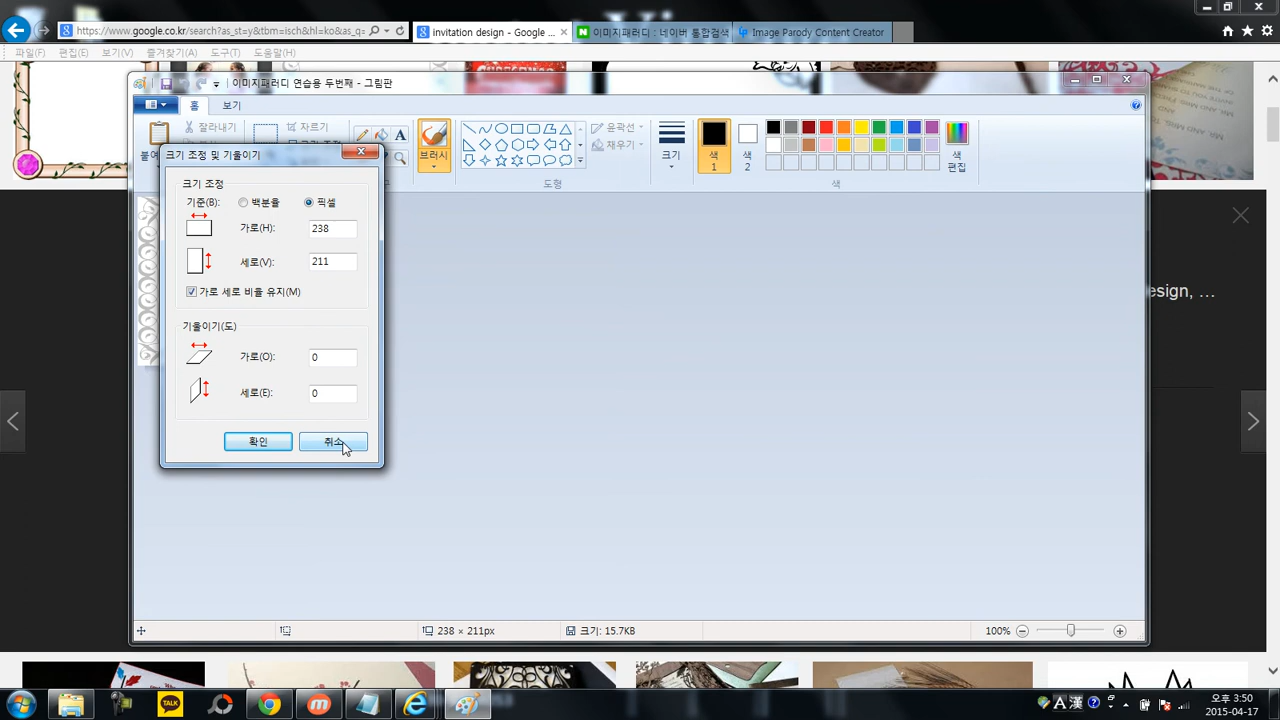 https://www.google.co.kr/search?as_st=y&tbm=isch&hl=ko&as_q=
invitation design - Google ...
이미지패러디 : 네이버 통합검색
Image Parody Content Creator
파일(F)
편집(E)
보기(V)
즐겨찾기(A)
도구(T)
도움말(H)
이미지패러디 연습용 두번째 - 그림판
홈
보기
붙여
잘라내기
자르기
브러시
윤곽선
채우기
도형
크기
색
1
색
2
색
편집
색
크기 조정 및 기울이기
크기 조정
기준(B):
백분율
픽셀
가로(H):
238
세로(V):
211
가로 세로 비율 유지(M)
기울이기(도)
가로(O):
0
세로(E):
0
확인
취소
esign, ...
238 × 211px
크기: 15.7KB
100%
TALK
A 漢
오후 3:50
2015-04-17